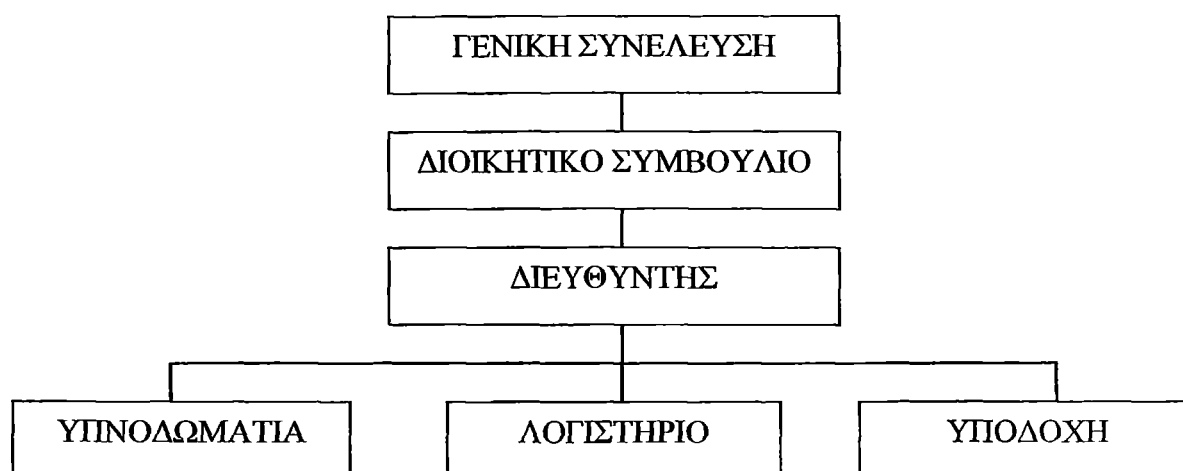 ΓΕΝΙΚΗ ΣΥΝΕΛΕΥΣΗ
ΔΙΟΙΚΗΤΙΚΟ ΣΥΜΒΟΥΛΙΟ
ΔΙΕΥΘΥΝΤΗΣ
ΥΠΝΟΔΩΜΑΤΙΑ
ΛΟΓΙΣΤΗΡΙΟ
ΥΠΟΔΟΧΗ